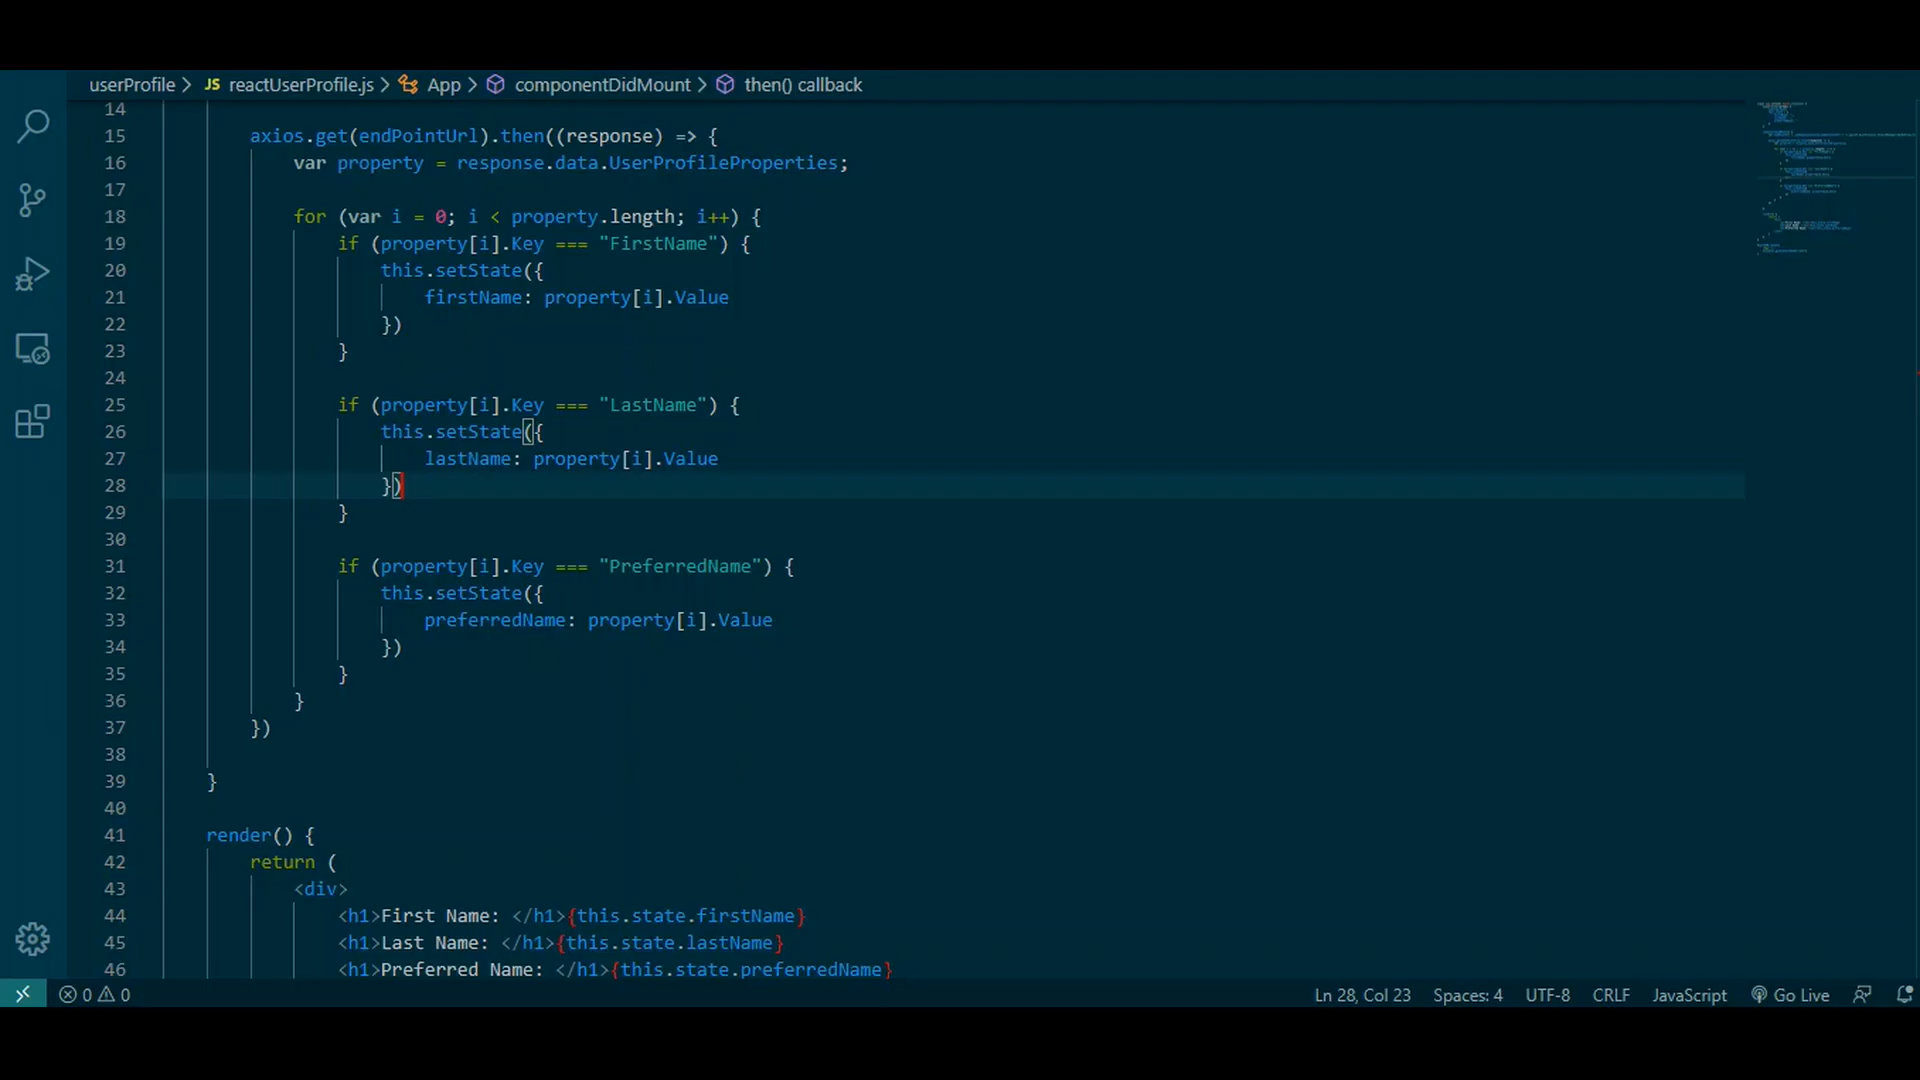 userProfile > JS reactUserProfile.js > App > componentDidMount > then() callback
14
15 axios.get(endPointUrl).then((response) => {
16 var property = response.data.UserProfileProperties;
17
18 for (var i = 0; i < property.length; i++) {
19 if (property[i].Key === "FirstName") {
20 this.setState({
21 firstName: property[i].Value
22 })
23 }
24
25 if (property[i].Key === "LastName") {
26 this.setState({
27 lastName: property[i].Value
28 })
29 }
30
31 if (property[i].Key === "PreferredName") {
32 this.setState({
33 preferredName: property[i].Value
34 })
35 }
36 }
37 })
38
39 }
40
41 render() {
42 return (
43 <div>
44 <h1>First Name: </h1>{this.state.firstName}
45 <h1>Last Name: </h1>{this.state.lastName}
46 <h1>Preferred Name: </h1>{this.state.preferredName}
0 0 Ln 28, Col 23 Spaces: 4 UTF-8 CRLF JavaScript Go Live